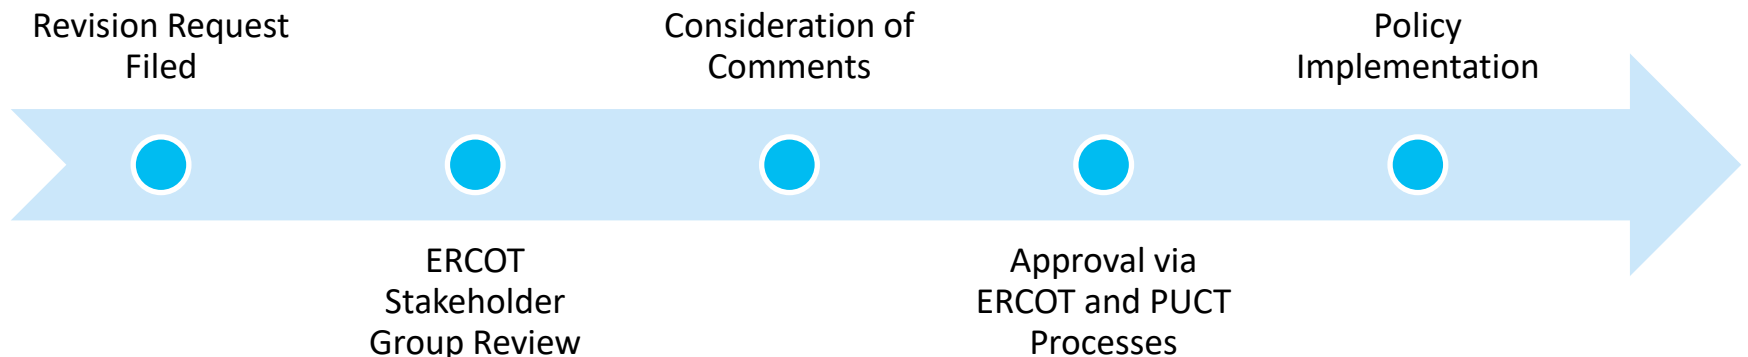 Revision Request
Filed
ERCOT
Stakeholder
Group Review
Consideration of
Comments
Approval via
ERCOT and PUCT
Processes
Policy
Implementation